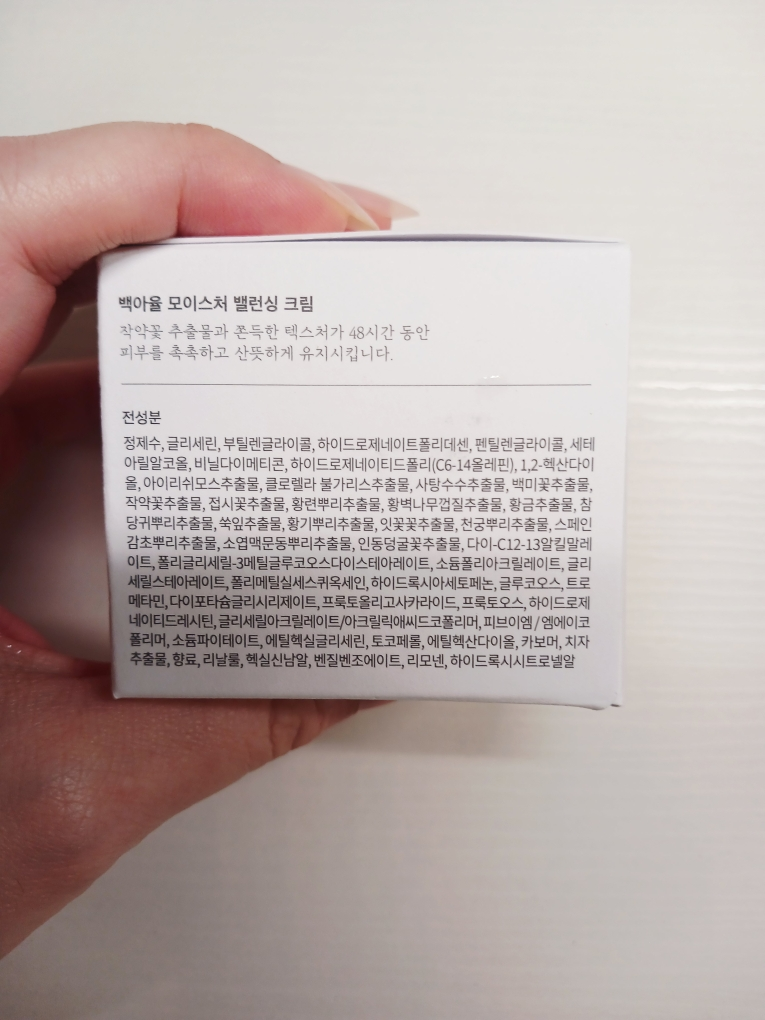 백아율 모이스처 밸런싱 크림
작약꽃 추출물과 쫀득한 텍스처가 48시간 동안
피부를 촉촉하고 산뜻하게 유지시킵니다.
전성분
정제수, 글리세린, 부틸렌글라이콜, 하이드로제네이트폴리데센, 펜틸렌글라이콜, 세테
아릴알코올, 비닐다이메티콘, 하이드로제네이티드폴리(C6-14올레핀), 1,2-헥산다이
올, 아이리쉬모스추출물, 클로렐라 불가리스추출물, 사탕수수추출물, 백미꽃추출물,
작약꽃추출물, 접시꽃추출물, 황련뿌리추출물, 황벽나무껍질추출물, 황금추출물, 참
당귀뿌리추출물, 쑥잎추출물, 황기뿌리추출물, 잇꽃꽃추출물, 천궁뿌리추출물, 스페인
감초뿌리추출물, 소엽맥문동뿌리추출물, 인동덩굴꽃추출물, 다이-C12-13알킬말레
이트, 폴리글리세릴-3메틸글루코오스다이스테아레이트, 소듐폴리아크릴레이트, 글리
세릴스테아레이트, 폴리메틸실세스퀴옥세인, 하이드록시아세토페논, 글루코오스, 트로
메타민, 다이포타슘글리시리제이트, 프룩토올리고사카라이드, 프룩토오스, 하이드로제
네이티드레시틴, 글리세릴아크릴레이트/아크릴릭애씨드코폴리머, 피브이엠 / 엠에이코
폴리머, 소듐파이테이트, 에틸헥실글리세린, 토코페롤, 에틸헥산다이올, 카보머, 치자
추출물, 향료, 리날룰, 헥실신남알, 벤질벤조에이트, 리모넨, 하이드록시시트로넬알